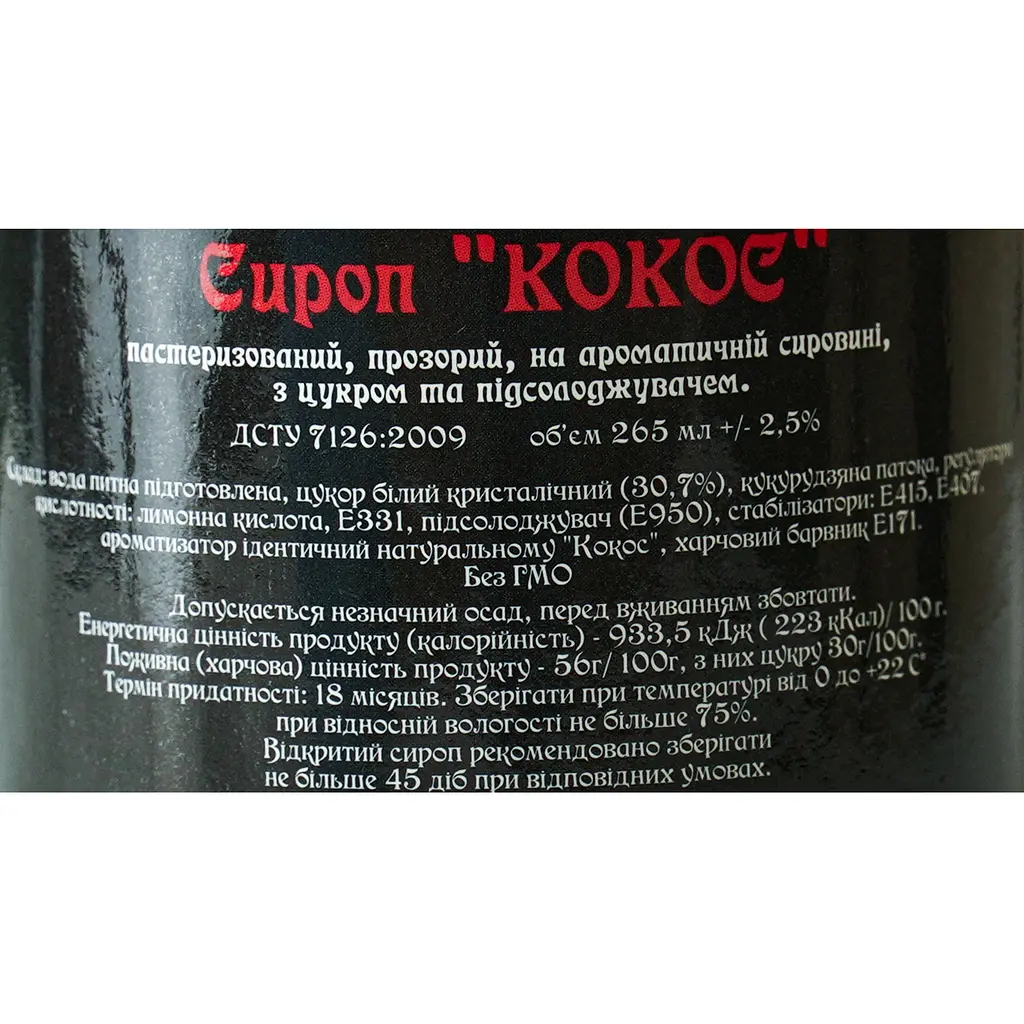 Сироп "КОКОС"
пастеризований, прозорий, на ароматичній сировині,
з цукром та підсолоджувачем.
ДСТУ 7126:2009 об'єм 265 мл +/- 2,5%
Склад: вода питна підготовлена, цукор білий кристалічний (30,7%), кукурудзяна патока, регулятори
кислотності: лимонна кислота, Е331, підсолоджувач (Е950), стабілізатори: Е415, Е407,
ароматизатор ідентичний натуральному "Кокос", харчовий барвник Е171.
Без ГМО
Допускається незначний осад, перед вживанням збовтати.
Енергетична цінність продукту (калорійність) - 933,5 кДж ( 223 кКал)/ 100 г.
Поживна (харчова) цінність продукту - 56г/ 100г, з них цукру 30г/100г.
Термін придатності: 18 місяців. Зберігати при температурі від 0 до +22 С°
при відносній вологості не більше 75%.
Відкритий сироп рекомендовано зберігати
не більше 45 діб при відповідних умовах.